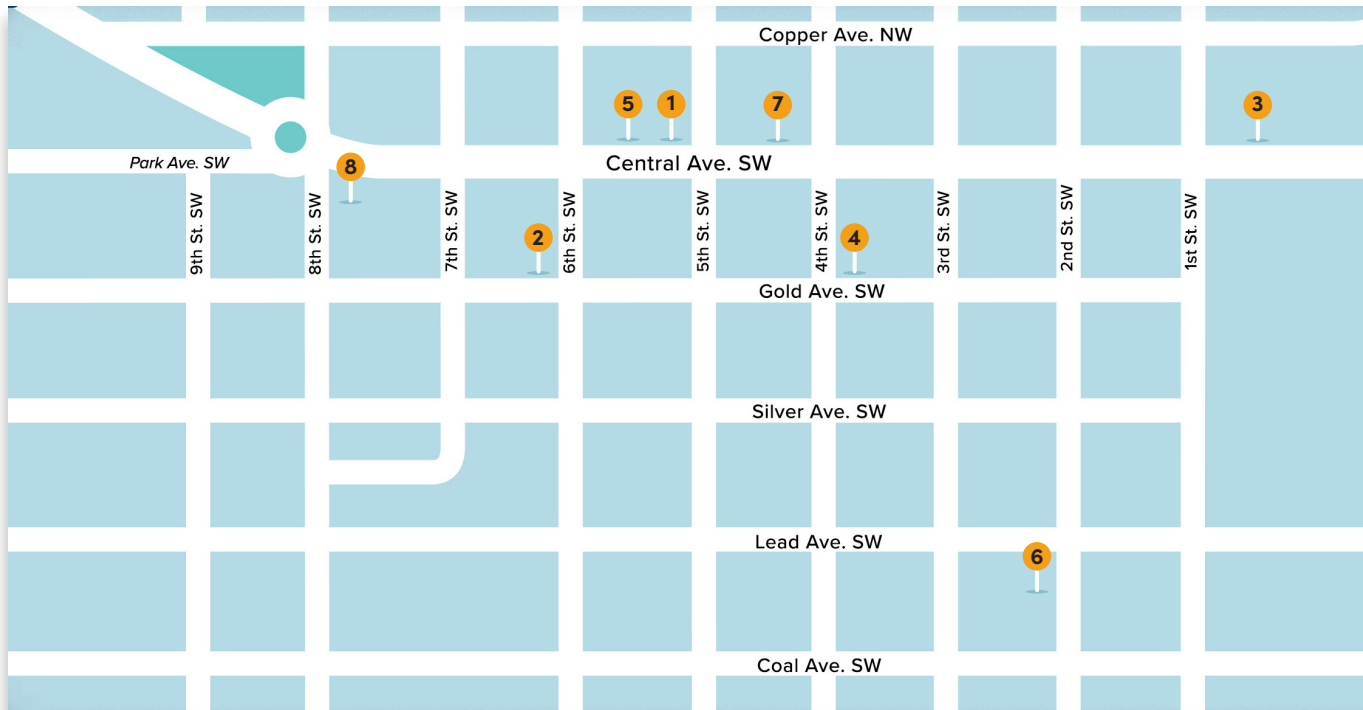 Copper Ave. NW
5
1
7
3
Park Ave. SW
8
Central Ave. SW
9th St. SW
8th St. SW
7th St. SW
2
6th St. SW
5th St. SW
4th St. SW
4
3rd St. SW
2nd St. SW
1st St. SW
Gold Ave. SW
Silver Ave. SW
Lead Ave. SW
6
Coal Ave. SW